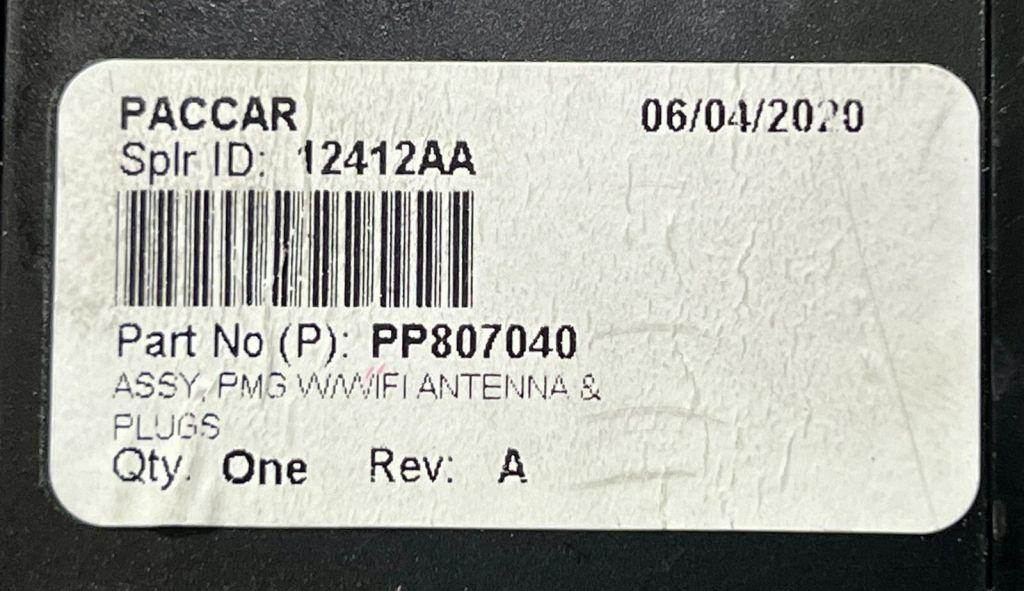 PACCAR 06/04/2020
Splr ID: 12412AA
Part No (P): PP807040
ASSY, PMG W/WIFI ANTENNA &
PLUGS
Qty. One Rev: A